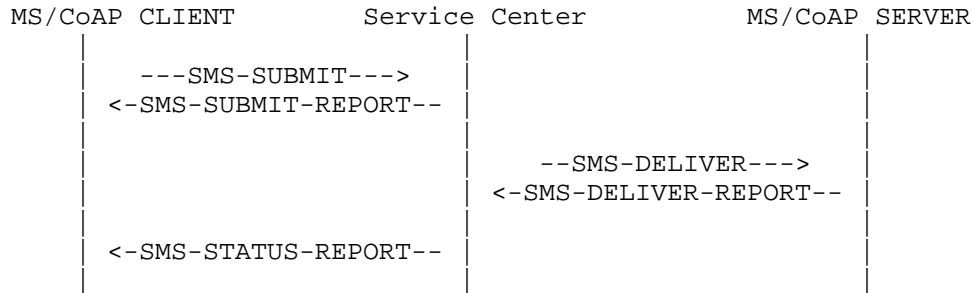 MS/CoAP CLIENT Service Center MS/CoAP SERVER
---SMS-SUBMIT--->
<-SMS-SUBMIT-REPORT--
--SMS-DELIVER--->
<-SMS-DELIVER-REPORT--
<-SMS-STATUS-REPORT--